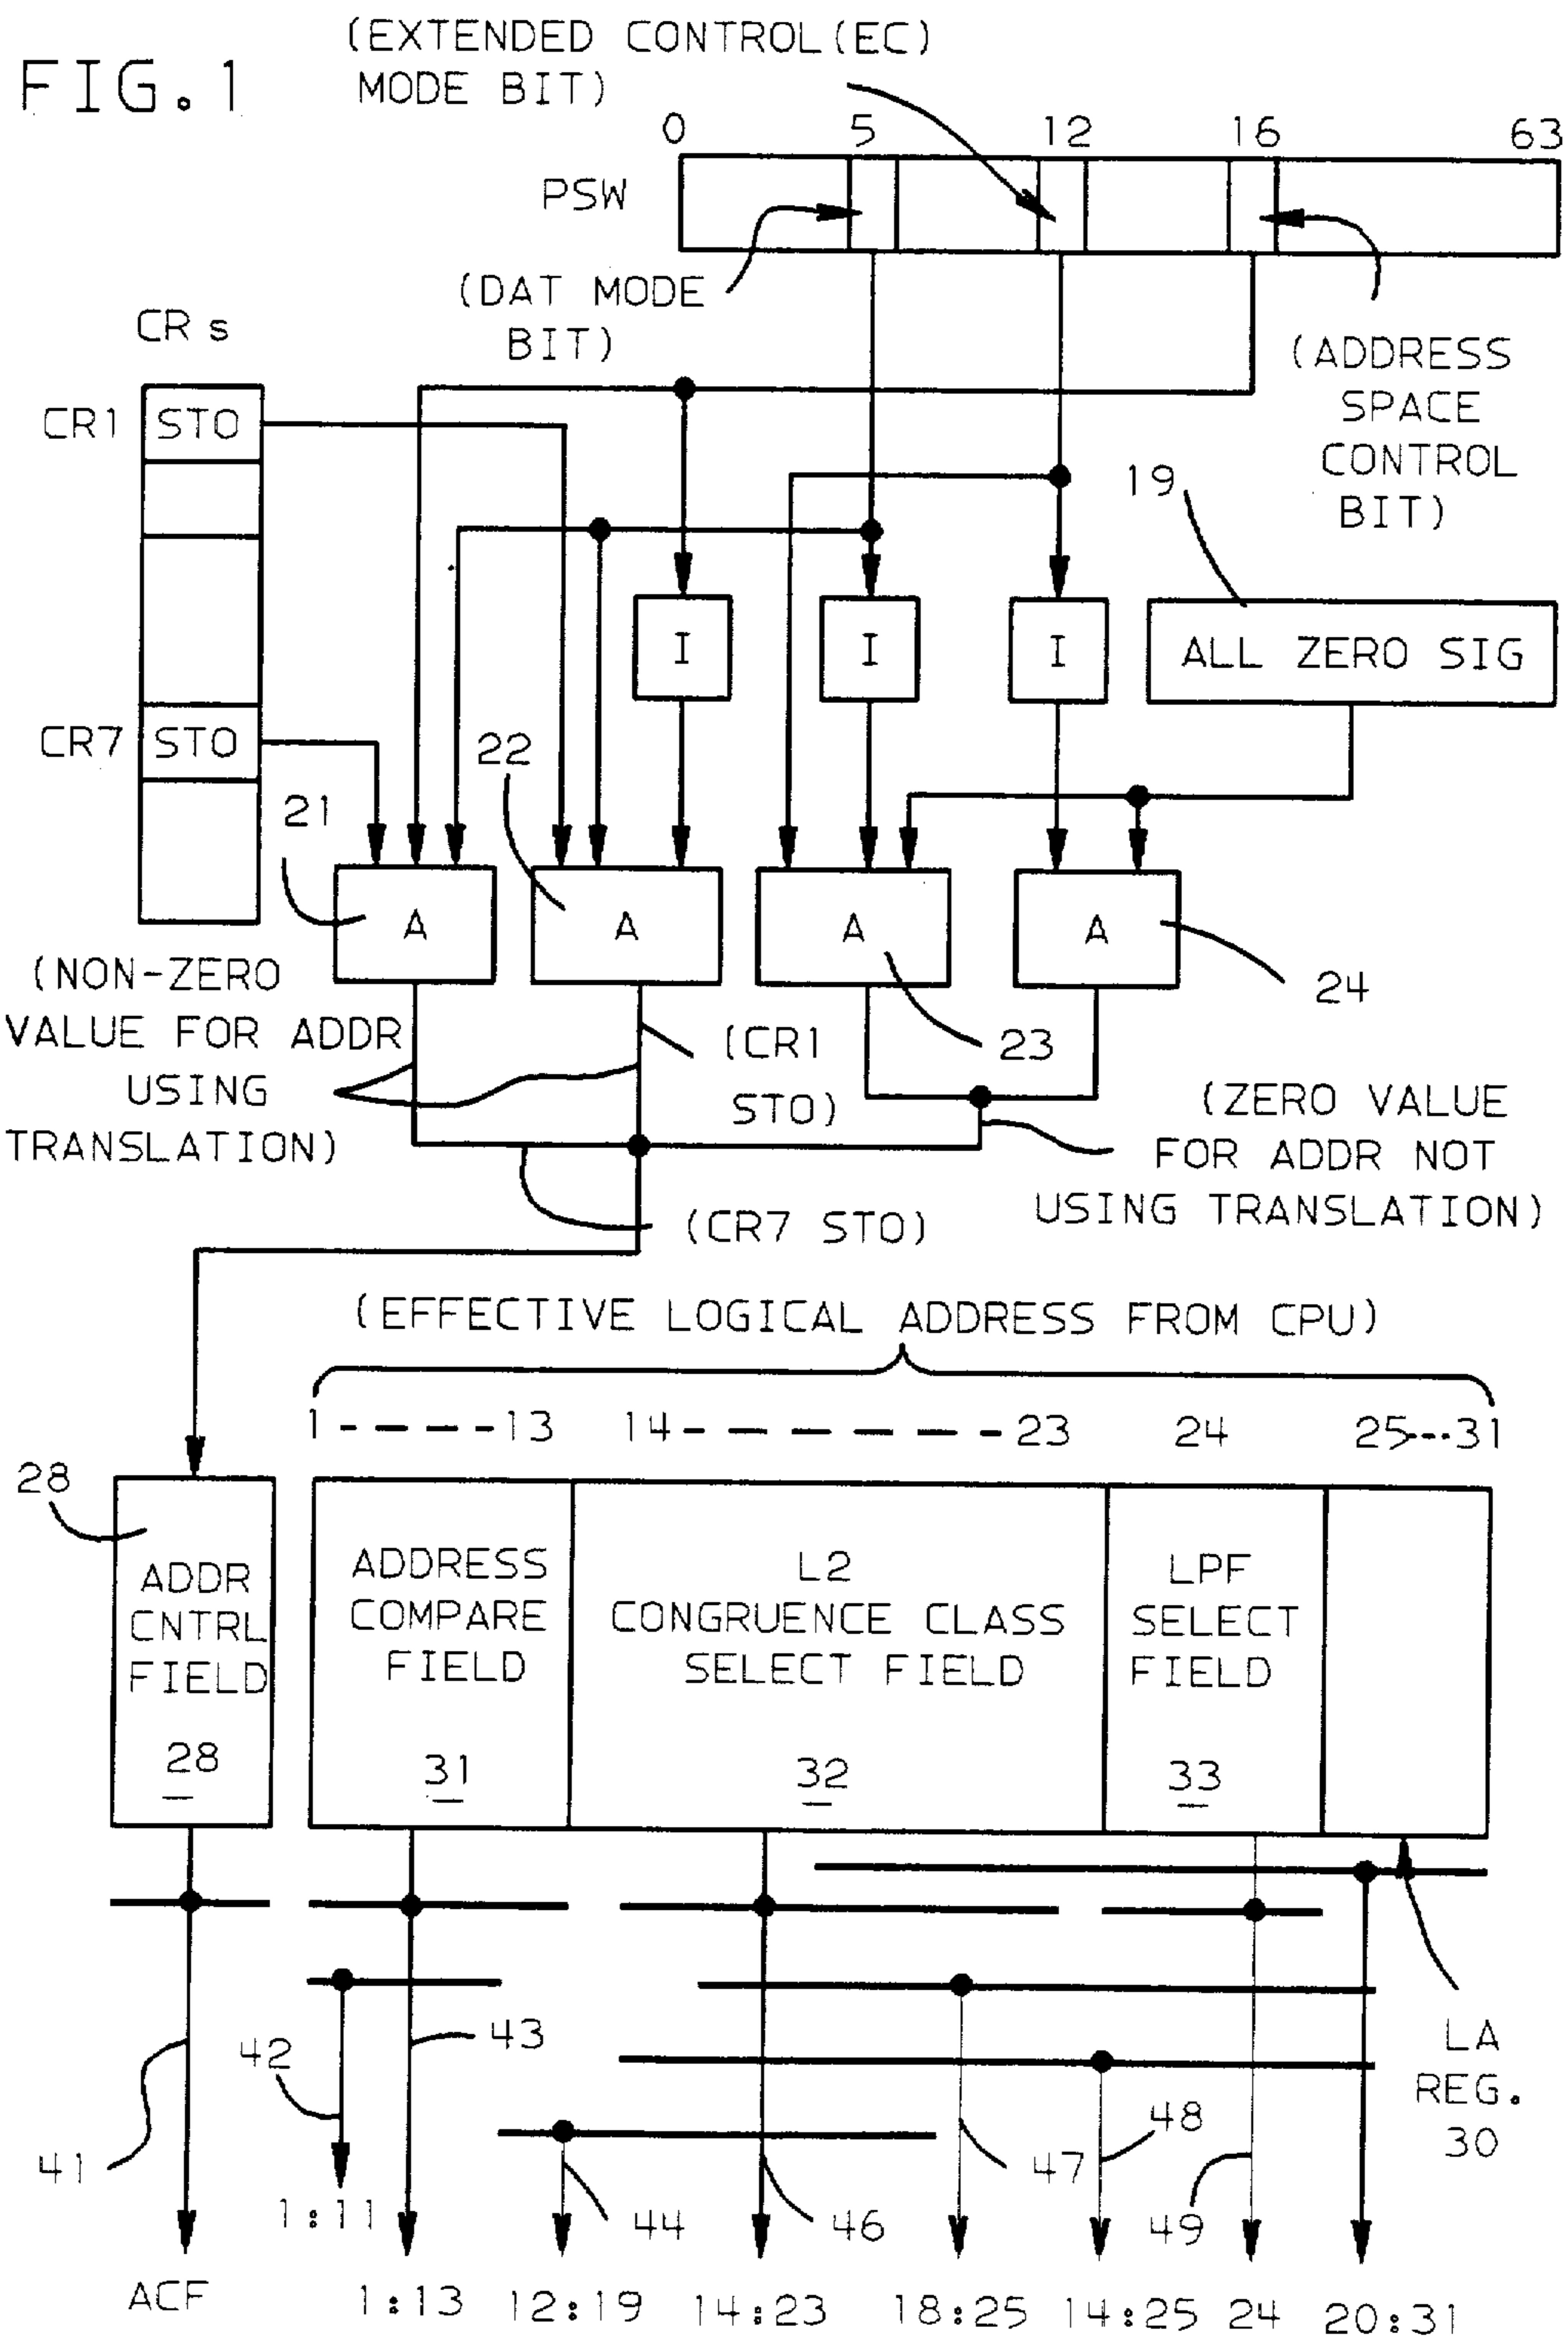 FIG.1
(EXTENDED CONTROL(EC)
MODE BIT)
0 5 12 16 63
PSW
(DAT MODE
BIT)
(ADDRESS
SPACE
CONTROL
BIT)
CR s
CR1 STO
19
I I I ALL ZERO SIG
CR7 STO
22
21
A A A A
24
23
(NON-ZERO
VALUE FOR ADDR
USING
TRANSLATION)
(CR1
STO)
(ZERO VALUE
FOR ADDR NOT
USING TRANSLATION)
(CR7 STO)
(EFFECTIVE LOGICAL ADDRESS FROM CPU)
1-----13 14------23 24 25---31
28
ADDR
CNTRL
FIELD
28
ADDRESS
COMPARE
FIELD
31
L2
CONGRUENCE CLASS
SELECT FIELD
32
LPF
SELECT
FIELD
33
LA
REG.
30
43
42
48
47
41
44
46
49
1:11
ACF 1:13 12:19 14:23 18:25 14:25 24 20:31